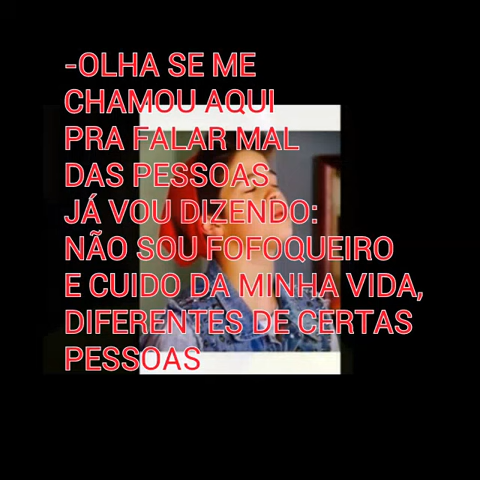 -OLHA SE ME
CHAMOU AQUI
PRA FALAR MAL
DAS PESSOAS
JÁ VOU DIZENDO:
NÃO SOU FOFOQUEIRO
E CUIDO DA MINHA VIDA,
DIFERENTES DE CERTAS
PESSOAS